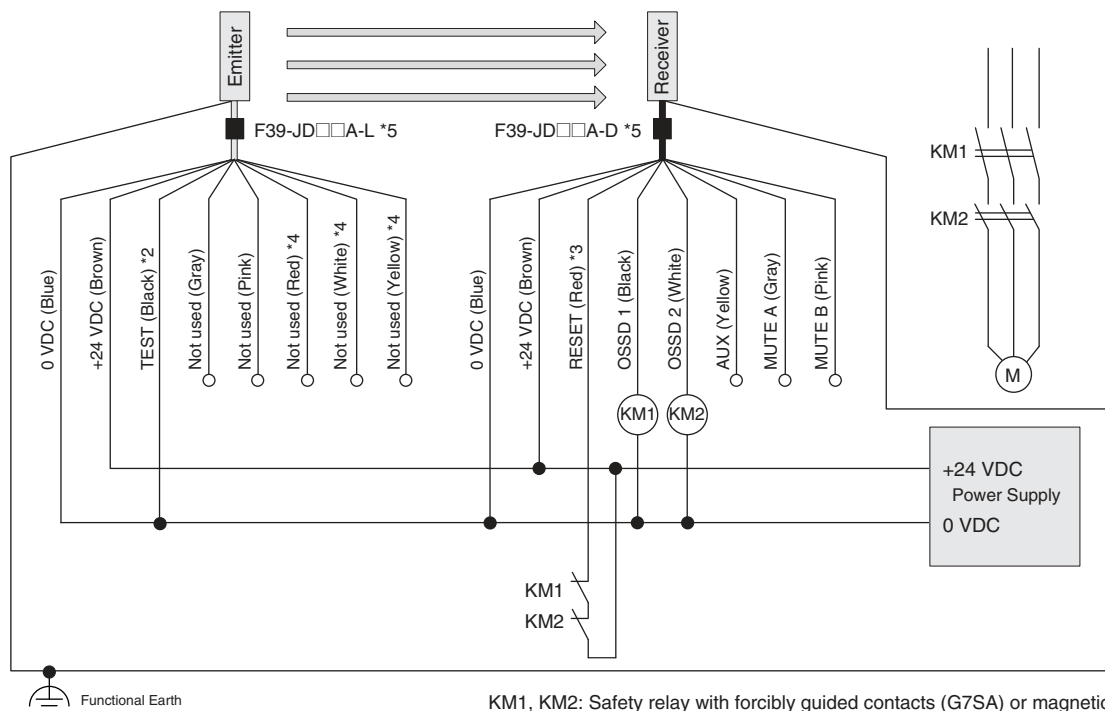 Emitter
Receiver
F39-JD□□A-L *5
F39-JD□□A-D *5
KM1
KM2
M
0 VDC (Blue)
+24 VDC (Brown)
TEST (Black) *2
Not used (Gray)
Not used (Pink)
Not used (Red) *4
Not used (White) *4
Not used (Yellow) *4
0 VDC (Blue)
+24 VDC (Brown)
RESET (Red) *3
OSSD 1 (Black)
OSSD 2 (White)
AUX (Yellow)
MUTE A (Gray)
MUTE B (Pink)
KM1
KM2
+24 VDC
Power Supply
0 VDC
KM1
KM2
Functional Earth
KM1, KM2: Safety relay with forcibly guided contacts (G7SA) or magnetic